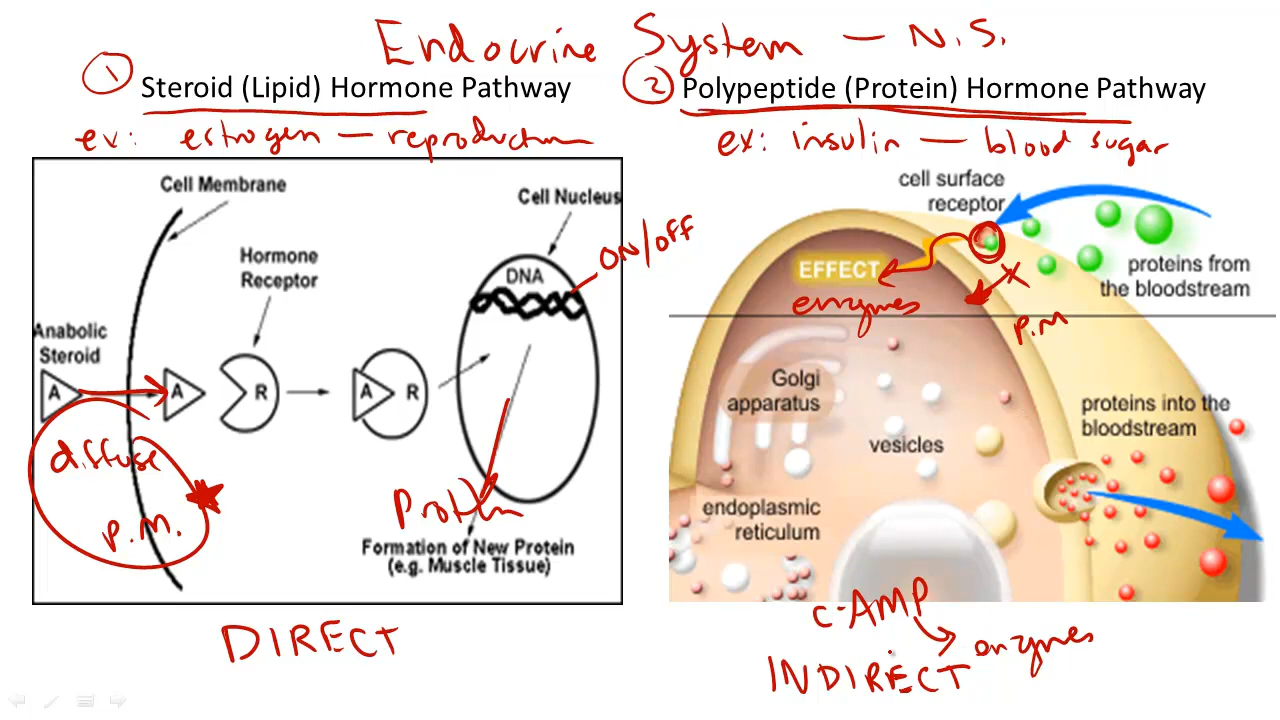 Endocrine System — N.S.
① Steroid (Lipid) Hormone Pathway
ex: estrogen — reproduction
Cell Membrane
Cell Nucleus
Hormone
Receptor
DNA
ON/OFF
Anabolic
Steroid
A
A
R
A
R
diffuse
p.m.
Protein
Formation of New Protein
(e.g. Muscle Tissue)
DIRECT
② Polypeptide (Protein) Hormone Pathway
ex: insulin — blood sugar
cell surface
receptor
EFFECT
enzymes
proteins from
the bloodstream
p.m
Golgi
apparatus
vesicles
proteins into the
bloodstream
endoplasmic
reticulum
c-AMP
enzymes
INDIRECT